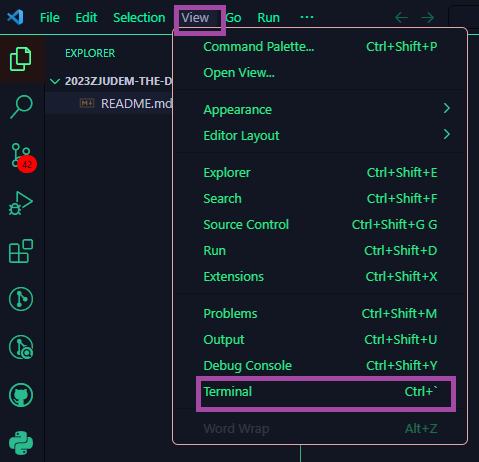 File Edit Selection View Go Run ···
EXPLORER
2023ZJUDEM-THE-D
README.md
42
Command Palette... Ctrl+Shift+P
Open View...
Appearance
Editor Layout
Explorer Ctrl+Shift+E
Search Ctrl+Shift+F
Source Control Ctrl+Shift+G G
Run Ctrl+Shift+D
Extensions Ctrl+Shift+X
Problems Ctrl+Shift+M
Output Ctrl+Shift+U
Debug Console Ctrl+Shift+Y
Terminal Ctrl+`
Word Wrap Alt+Z